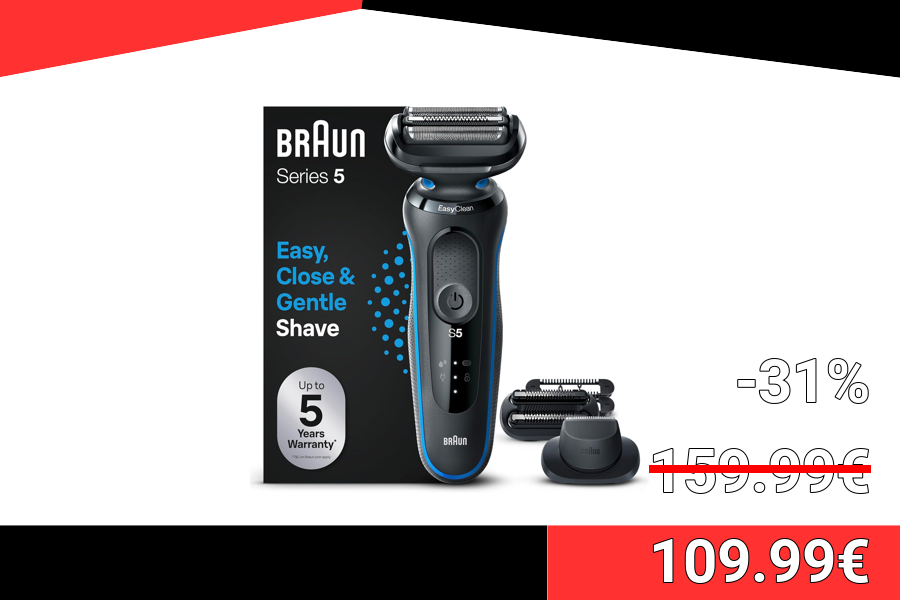 BRAUN
Series 5
EasyClean
Easy,
Close &
Gentle
Shave
S5
Up to
5
Years
Warranty*
BRAUN
-31%
159.99€
109.99€